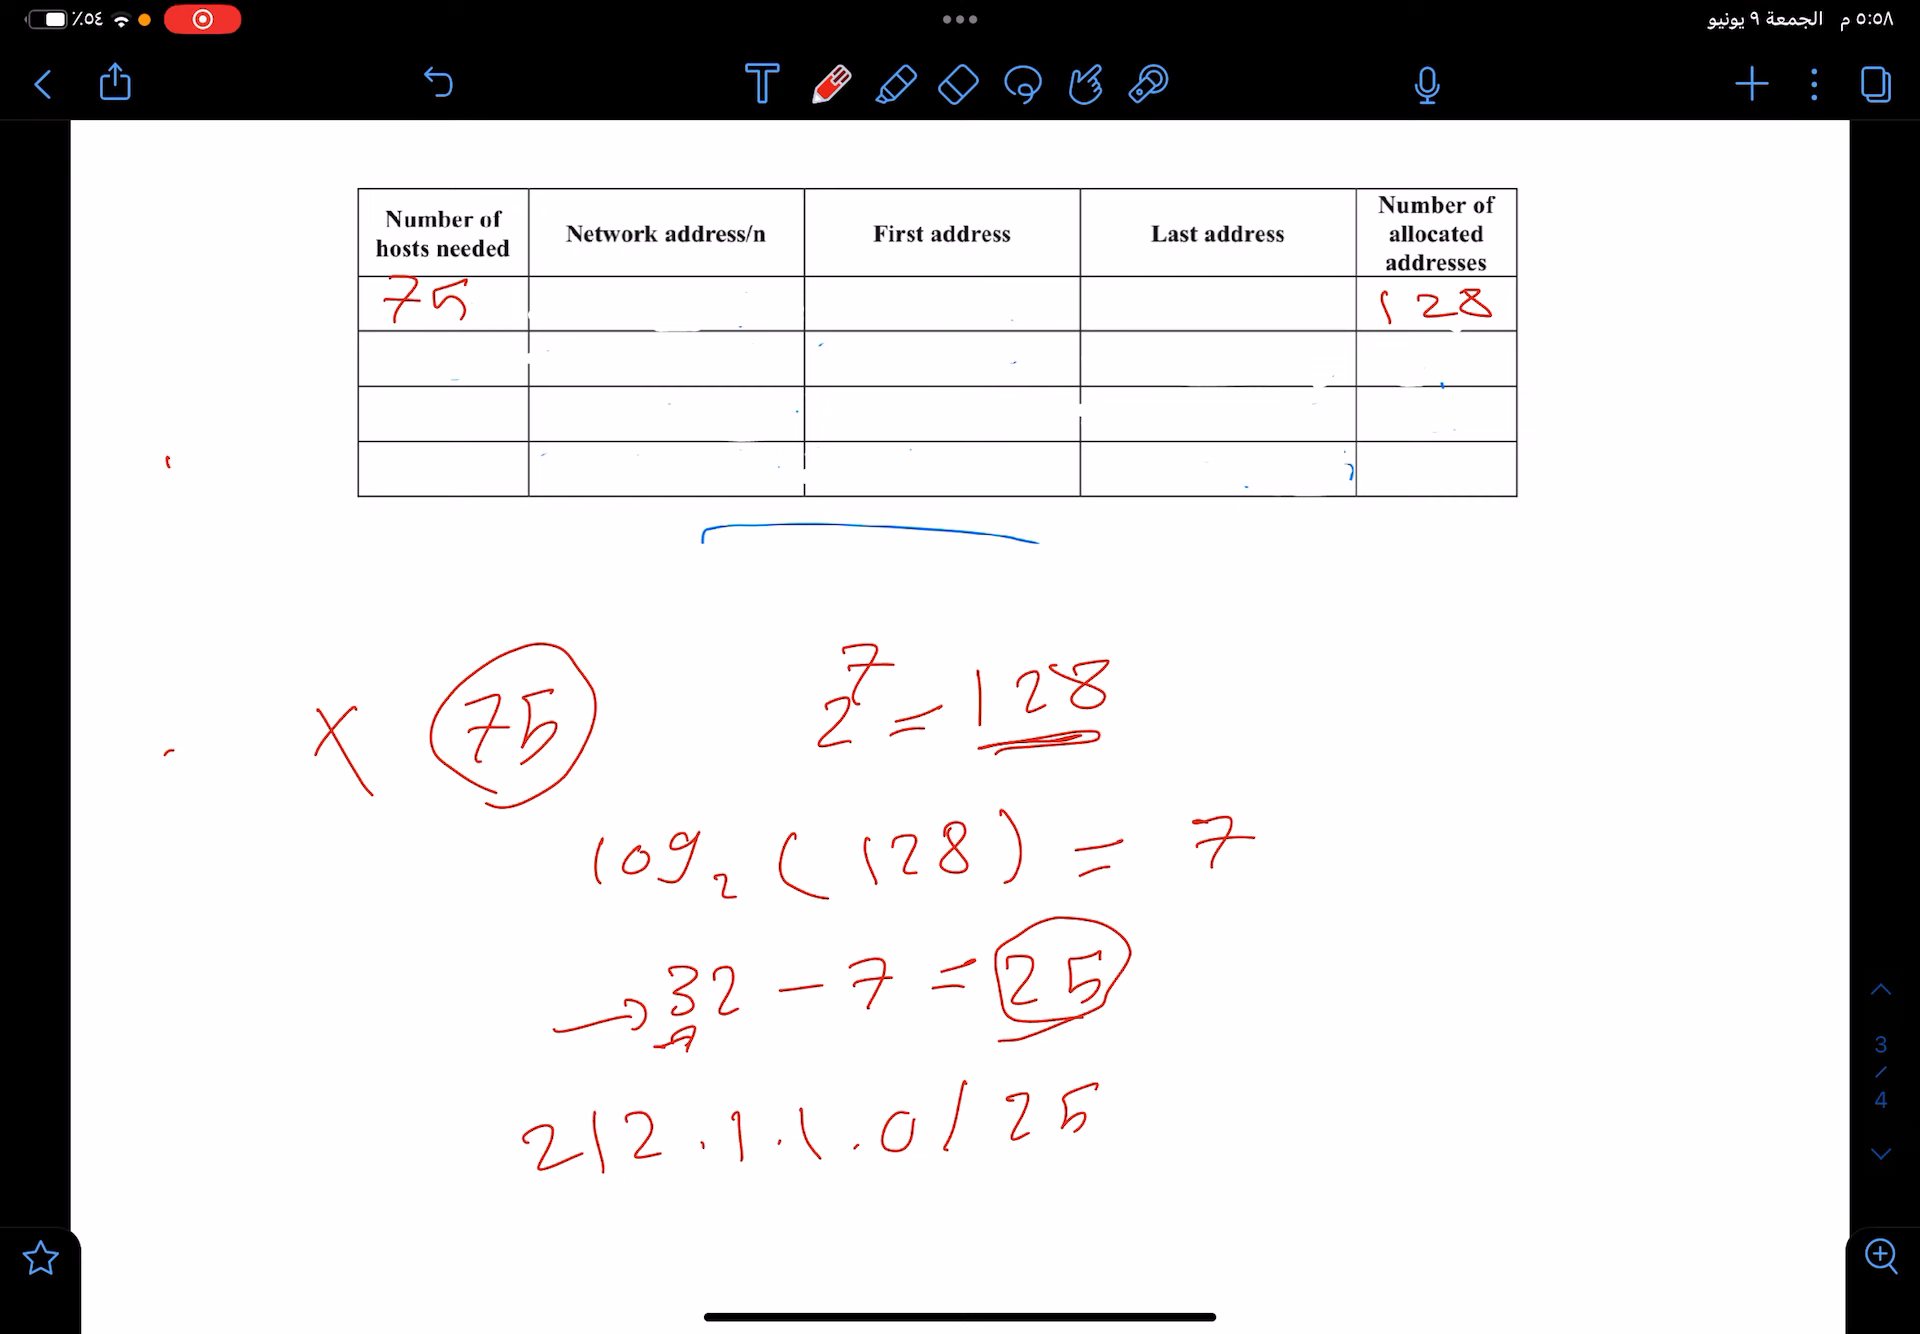 ٪٥٤
٥:٥٨ م الجمعة ٩ يونيو
Number of hosts needed Network address/n First address Last address Number of allocated addresses
75 128
X 75 2^7 = 128
log₂ (128) = 7
→ 32 - 7 = 25
212.1.1.0/25
3
/
4